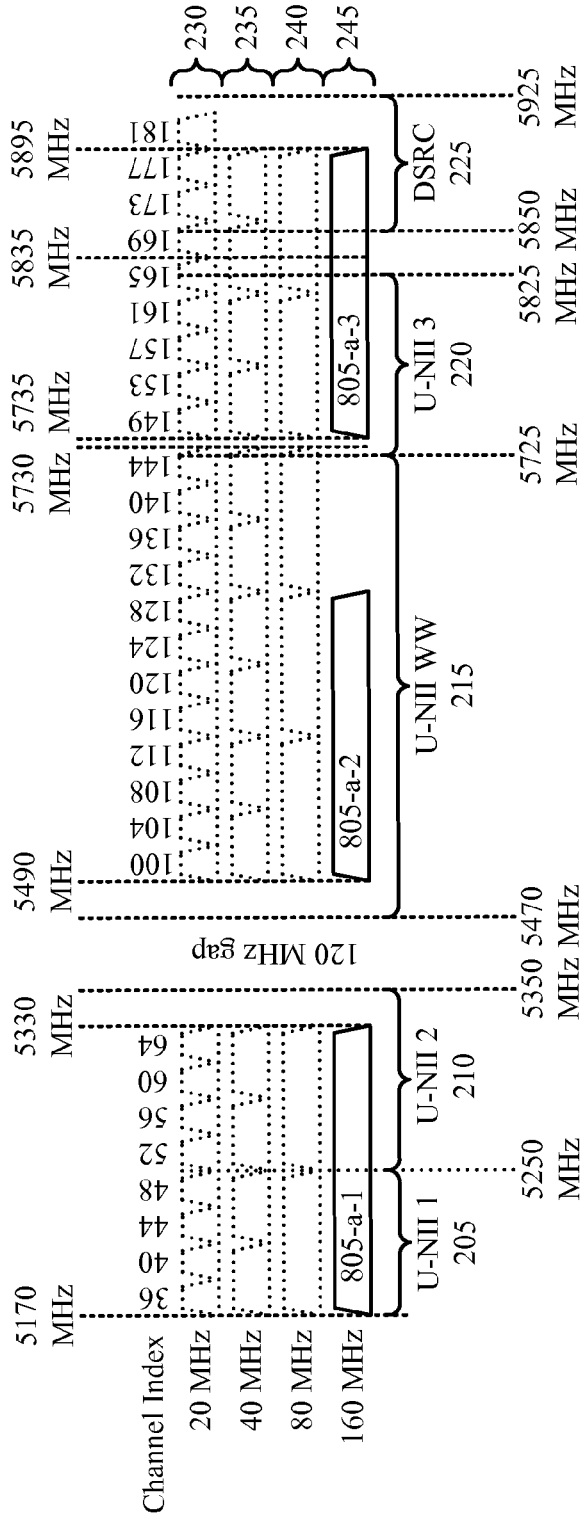 5170
MHz
5330
MHz
5490
MHz
5730
MHz
5735
MHz
5835
MHz
5895
MHz
Channel Index
36
40
44
48
52
56
60
64
100
104
108
112
116
120
124
128
132
136
140
144
149
153
157
161
165
169
173
177
181
20 MHz
230
40 MHz
235
80 MHz
240
160 MHz
245
805-a-1
805-a-2
805-a-3
120 MHz gap
U-NII 1
205
U-NII 2
210
U-NII WW
215
U-NII 3
220
DSRC
225
5250
MHz
5350
MHz
5470
MHz
5725
MHz
5825
MHz
5850
MHz
5925
MHz